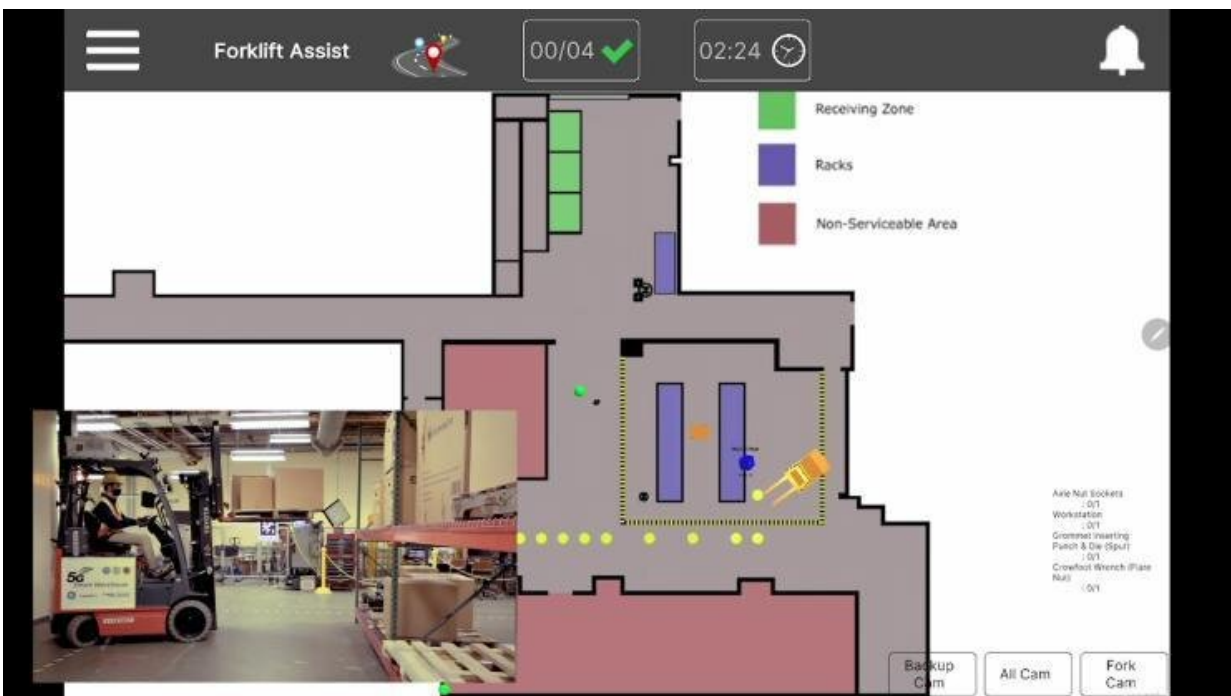 Forklift Assist
00/04
02:24
Receiving Zone
Racks
Non-Serviceable Area
Axle Nut Sockets
: 0/1
Workstation
: 0/1
Grommet Inserting
Punch & Die (Spur)
: 0/1
Crowfoot Wrench (Flare
Nut)
: 0/1
5G
Backup
Cam
All Cam
Fork
Cam